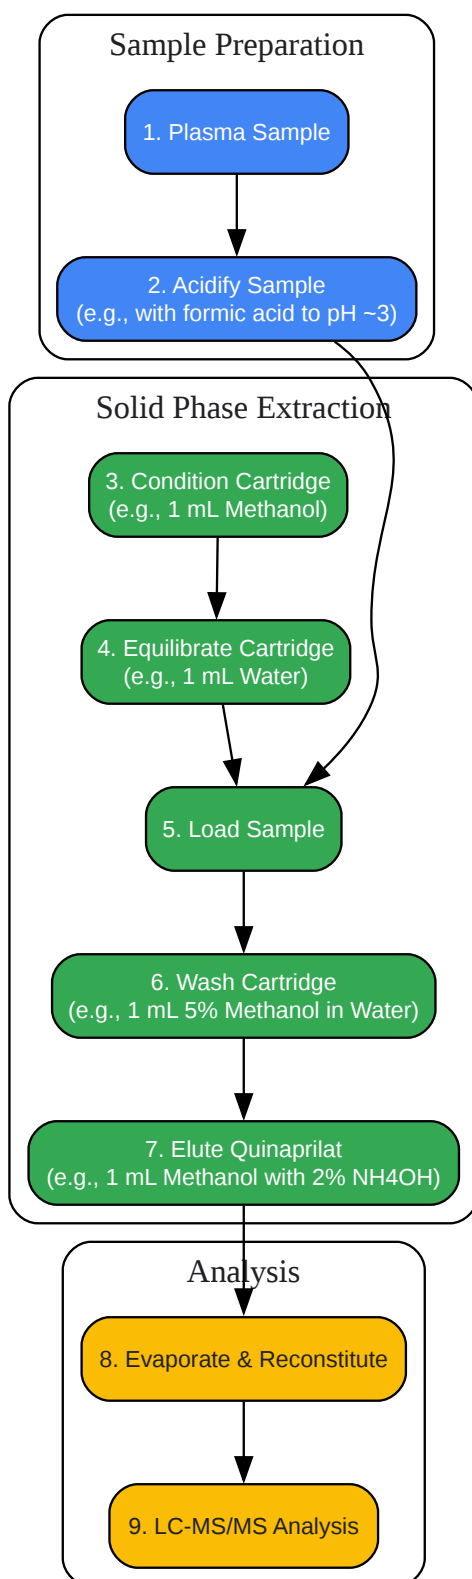 Sample Preparation
1. Plasma Sample
2. Acidify Sample
(e.g., with formic acid to pH ~3)
Solid Phase Extraction
3. Condition Cartridge
(e.g., 1 mL Methanol)
4. Equilibrate Cartridge
(e.g., 1 mL Water)
5. Load Sample
6. Wash Cartridge
(e.g., 1 mL 5% Methanol in Water)
7. Elute Quinaprilat
(e.g., 1 mL Methanol with 2% NH4OH)
Analysis
8. Evaporate & Reconstitute
9. LC-MS/MS Analysis